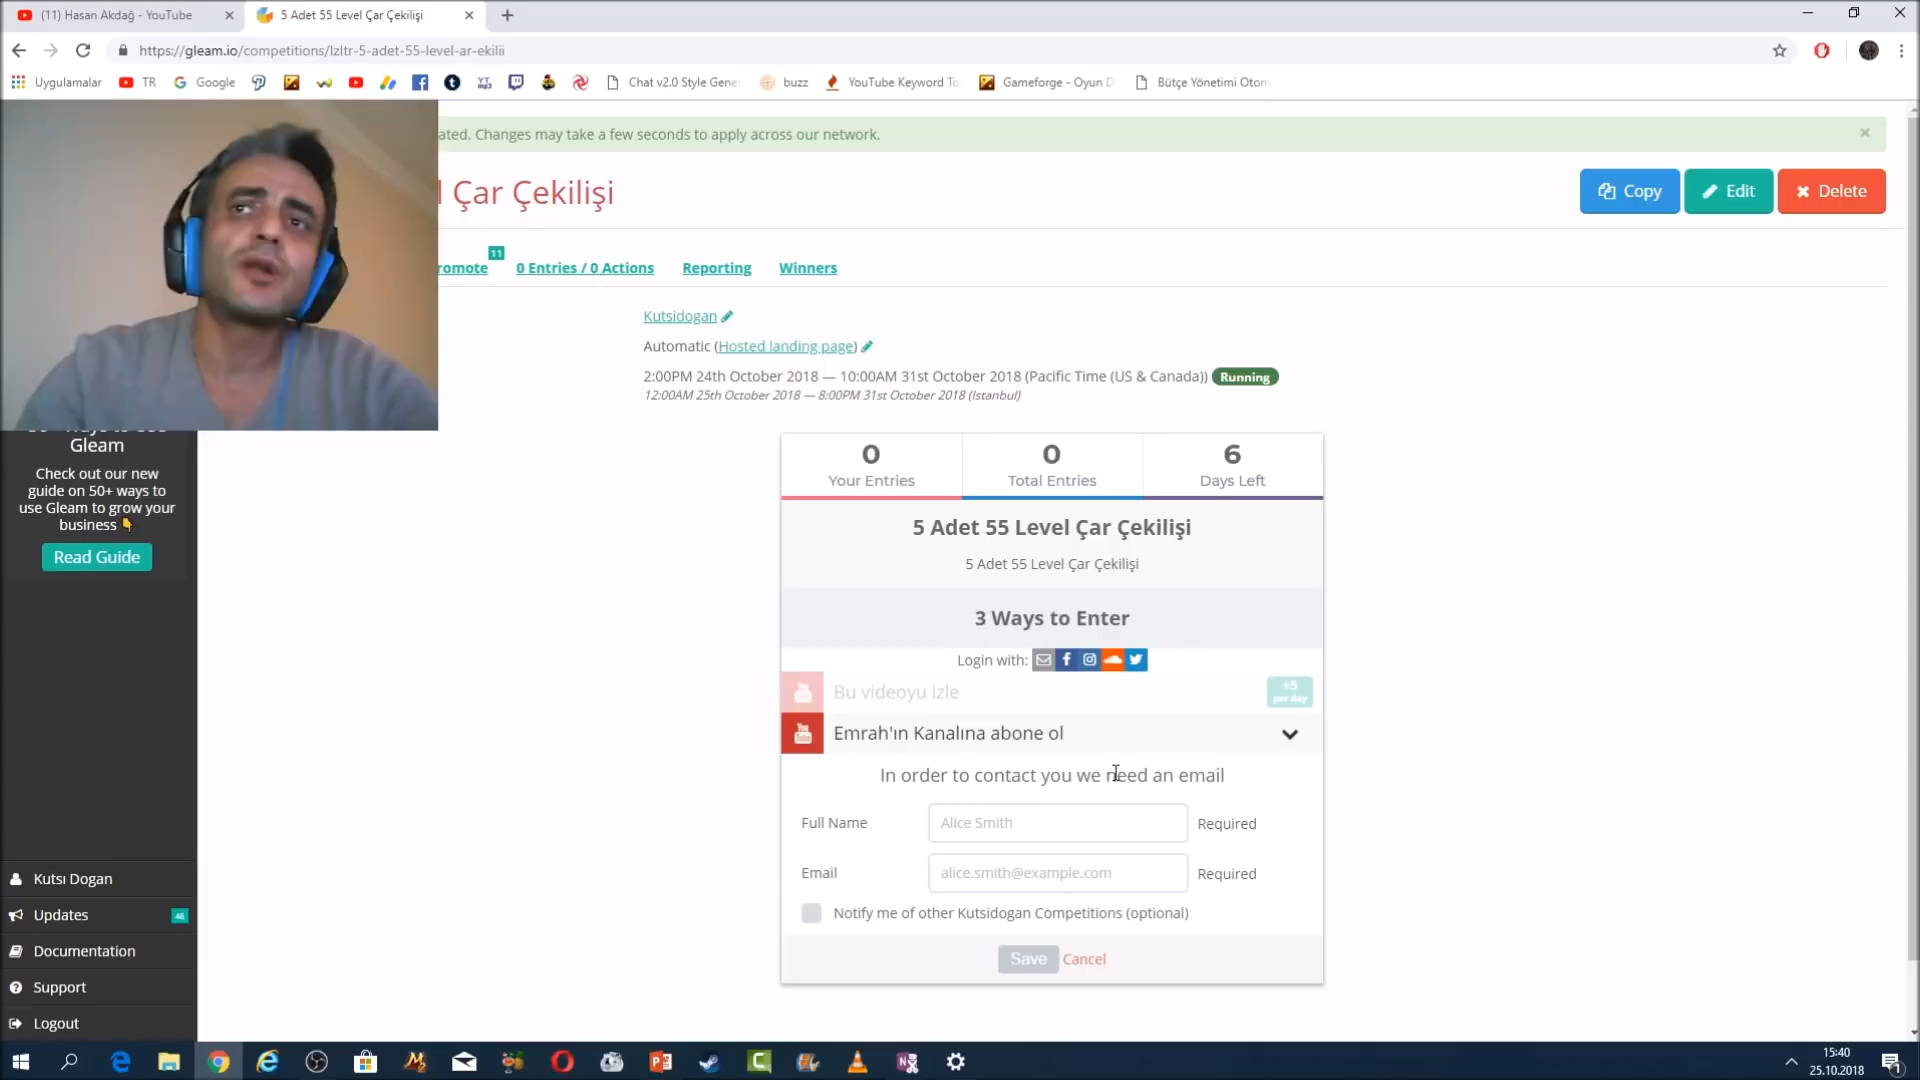 (11) Hasan Akdağ - YouTube
5 Adet 55 Level Çar Çekilişi
https://gleam.io/competitions/Izltr-5-adet-55-level-ar-ekilii
Uygulamalar
TR
Google
Chat v2.0 Style Gene
buzz
YouTube Keyword To
Gameforge - Oyun D
Bütçe Yönetimi Otom
ated. Changes may take a few seconds to apply across our network.
l Çar Çekilişi
Copy
Edit
Delete
romote
11
0 Entries / 0 Actions
Reporting
Winners
Kutsidogan
Automatic (Hosted landing page)
2:00PM 24th October 2018 — 10:00AM 31st October 2018 (Pacific Time (US & Canada)) Running
12:00AM 25th October 2018 — 8:00PM 31st October 2018 (Istanbul)
Gleam
Check out our new
guide on 50+ ways to
use Gleam to grow your
business
Read Guide
0
Your Entries
0
Total Entries
6
Days Left
5 Adet 55 Level Çar Çekilişi
5 Adet 55 Level Çar Çekilişi
3 Ways to Enter
Login with:
Bu videoyu izle
+5
per day
Emrah'ın Kanalına abone ol
In order to contact you we need an email
Full Name
Alice Smith
Required
Email
alice.smith@example.com
Required
Notify me of other Kutsidogan Competitions (optional)
Save
Cancel
Kutsı Dogan
Updates
46
Documentation
Support
Logout
15:40
25.10.2018
1